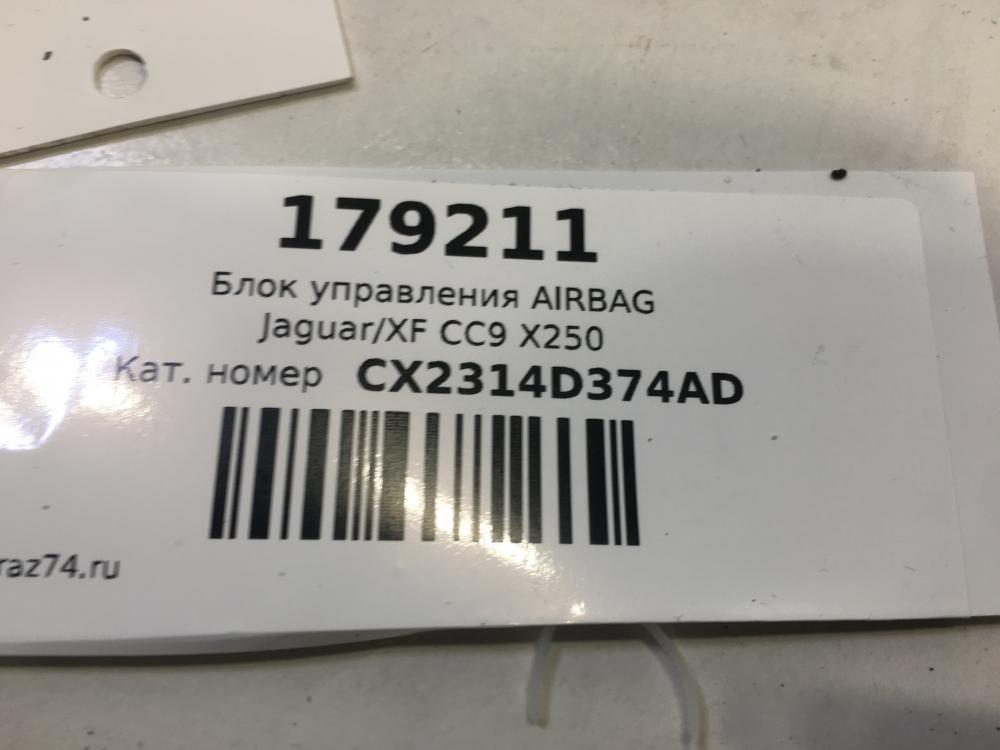 179211
Блок управления AIRBAG
Jaguar/XF CC9 X250
Кат. номер CX2314D374AD
raz74.ru